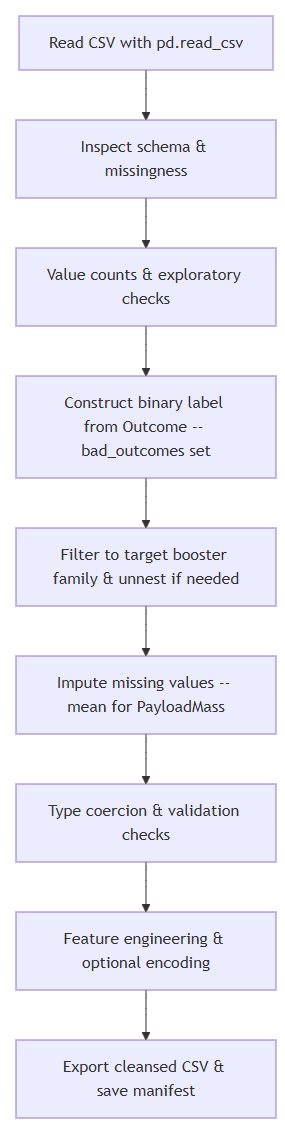 Read CSV with pd.read_csv
Inspect schema &
missingness
Value counts & exploratory
checks
Construct binary label
from Outcome --
bad_outcomes set
Filter to target booster
family & unnest if needed
Impute missing values --
mean for PayloadMass
Type coercion & validation
checks
Feature engineering &
optional encoding
Export cleansed CSV &
save manifest